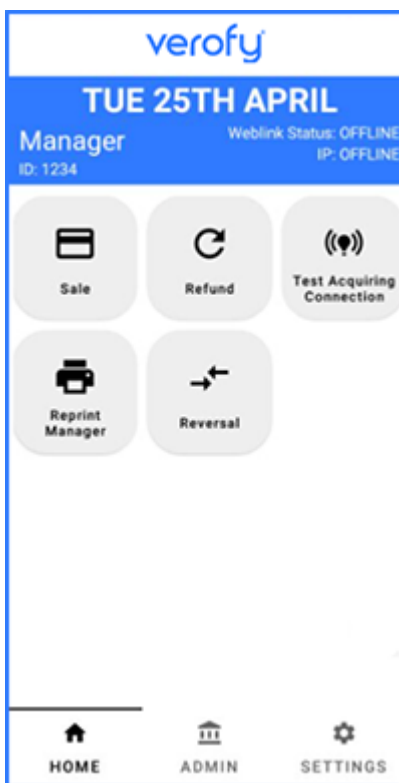 verofy
TUE 25TH APRIL
Manager
Weblink Status: OFFLINE
IP: OFFLINE
ID: 1234
Sale
Refund
Test Acquiring
Connection
Reprint
Manager
Reversal
HOME
ADMIN
SETTINGS